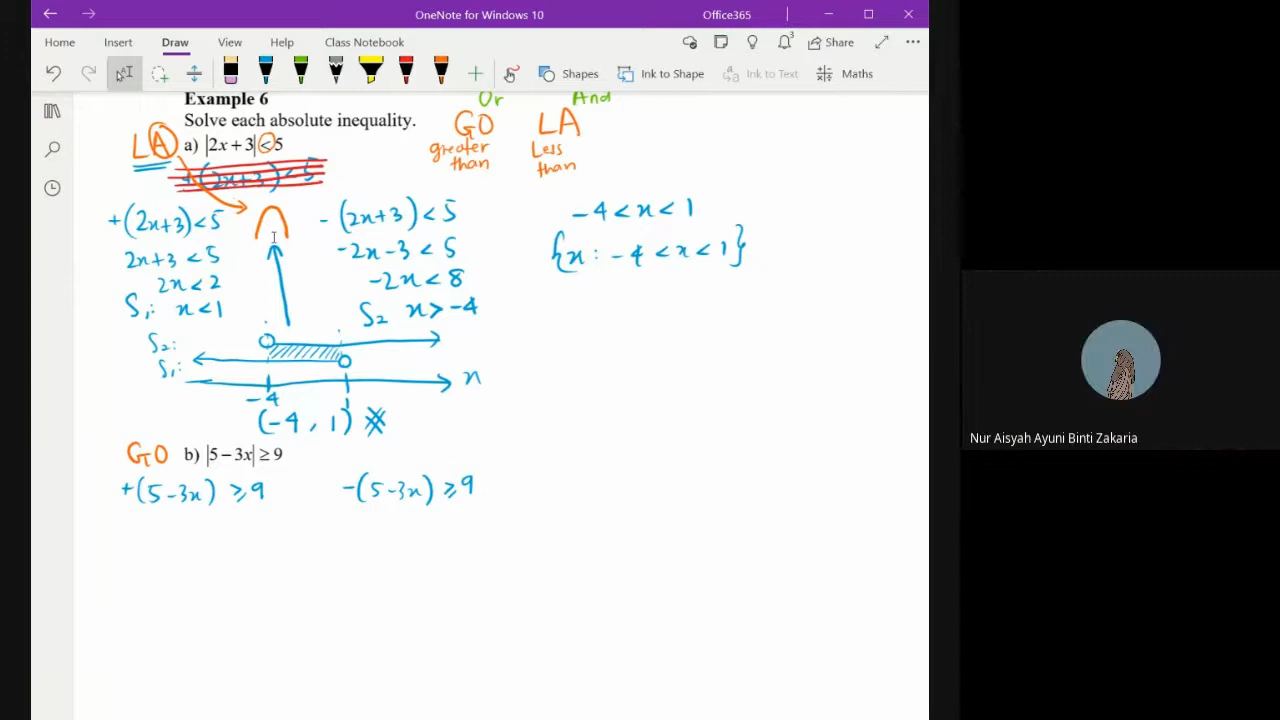 OneNote for Windows 10
Office365
Home Insert Draw View Help Class Notebook
3
Share
Shapes Ink to Shape Ink to Text Maths
Example 6
Or And
Solve each absolute inequality.
GO LA
LA a) |2x + 3| < 5
greater than
Less than
+(2x+3) < 5
+(2x+3) < 5
2x+3 < 5
2x < 2
S1: x < 1
∩
-(2x+3) < 5
-2x-3 < 5
-2x < 8
S2 x > -4
-4 < x < 1
{x : -4 < x < 1}
S2:
S1:
x
-4 1
(-4, 1)
GO b) |5 − 3x| ≥ 9
+(5-3x) ≥ 9 -(5-3x) ≥ 9
Nur Aisyah Ayuni Binti Zakaria